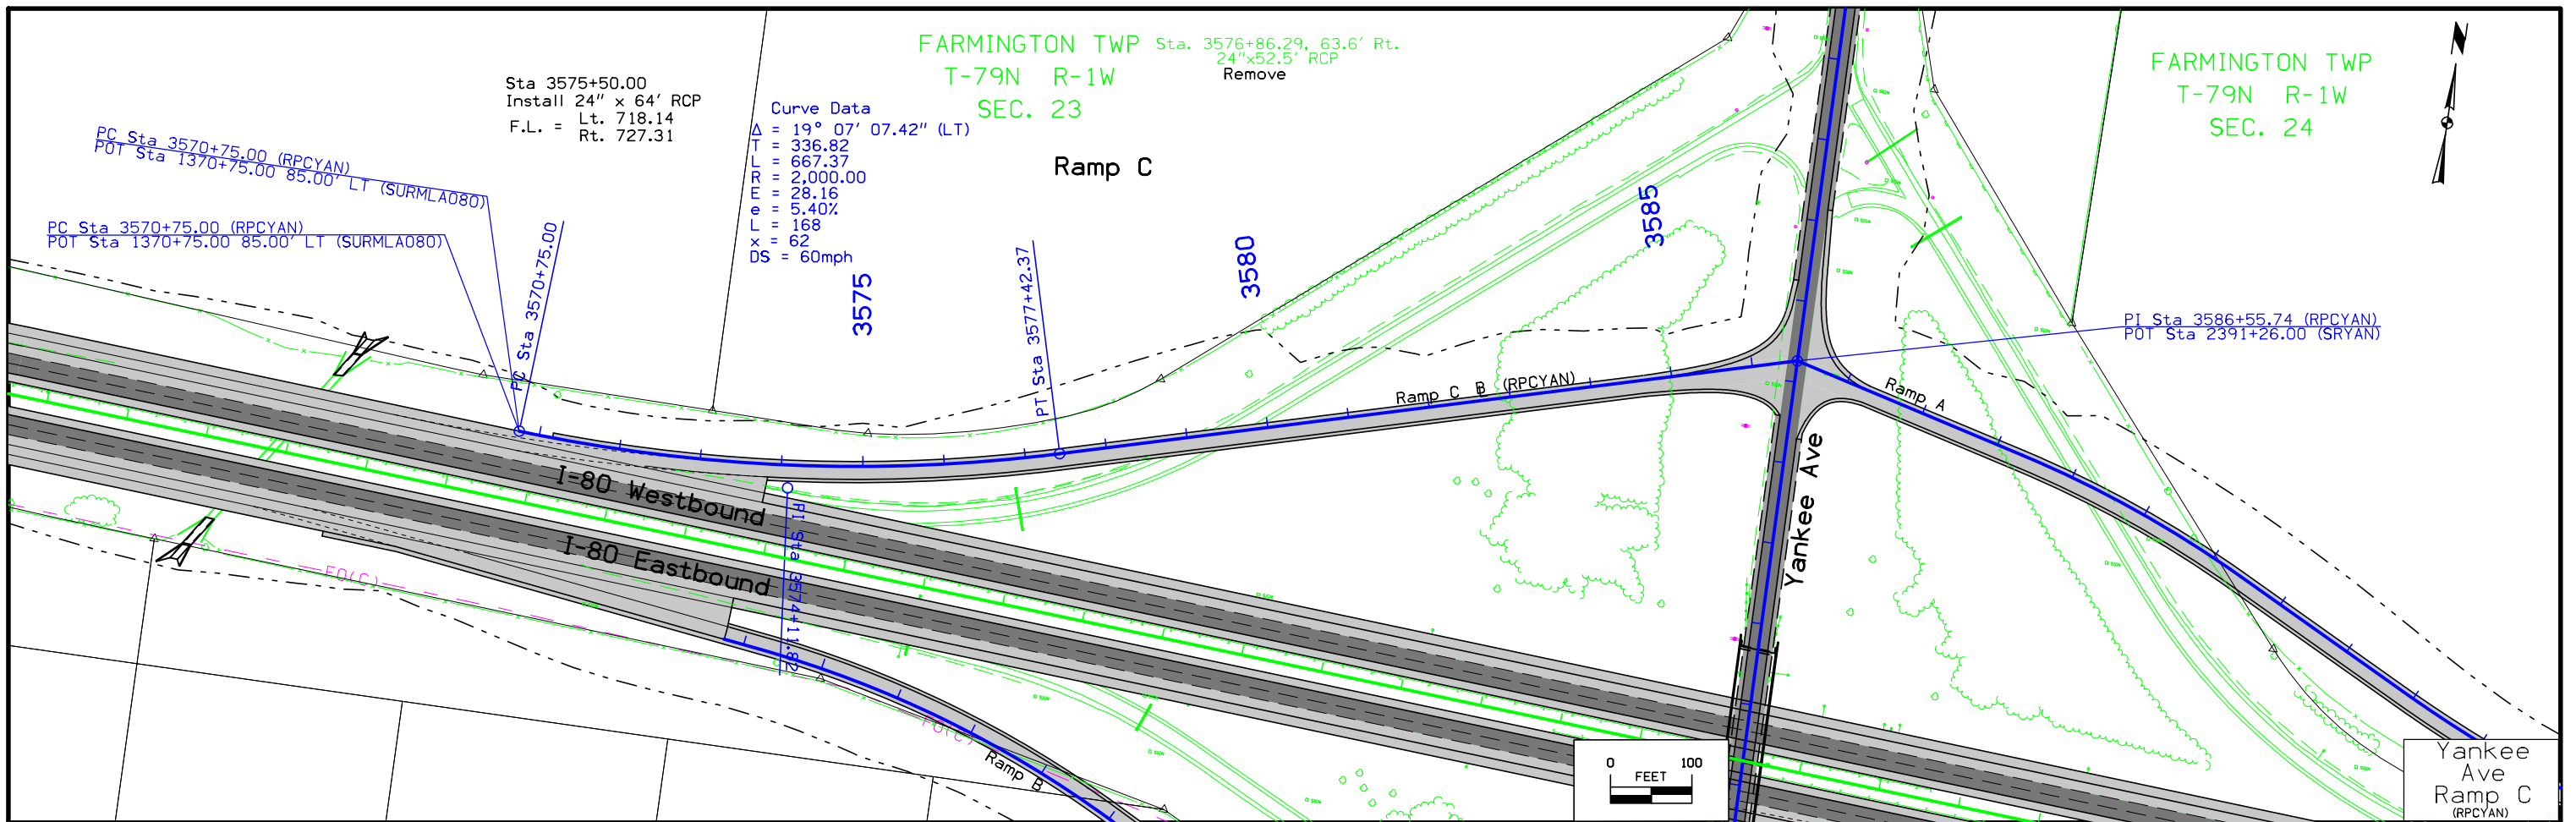 FARMINGTON TWP
T-79N R-1W
SEC. 23
Sta. 3576+86.29, 63.6' Rt.
24"x52.5' RCP
Remove
FARMINGTON TWP
T-79N R-1W
SEC. 24
Sta 3575+50.00
Install 24" x 64' RCP
F.L. = Lt. 718.14
Rt. 727.31
Curve Data
Δ = 19° 07' 07.42" (LT)
T = 336.82
L = 667.37
R = 2,000.00
E = 28.16
e = 5.40%
L = 168
x = 62
DS = 60mph
Ramp C
PC Sta 3570+75.00 (RPCYAN)
POT Sta 1370+75.00 85.00' LT (SURMLA080)
PC Sta 3570+75.00 (RPCYAN)
POT Sta 1370+75.00 85.00' LT (SURMLA080)
PC Sta 3570+75.00
3575
PT Sta 3577+42.37
3580
3585
PI Sta 3586+55.74 (RPCYAN)
POT Sta 2391+26.00 (SRYAN)
Ramp C B (RPCYAN)
Ramp A
Yankee Ave
I-80 Westbound
I-80 Eastbound
PI Sta 3574+11.82
FO(C)
FO(C)
Ramp B
0 100
FEET
Yankee
Ave
Ramp C
(RPCYAN)